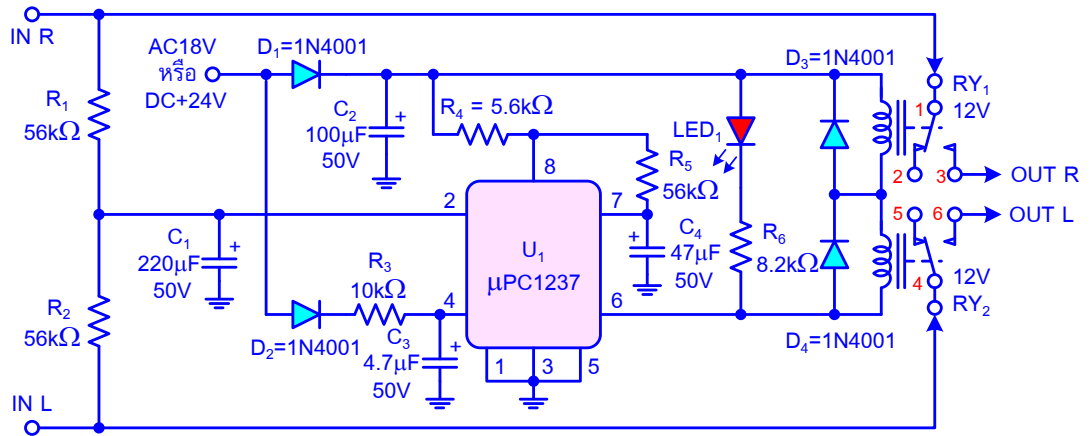 IN R
AC18V
หรือ
DC+24V
D1=1N4001
R1
56kΩ
C2
100μF
50V
+
R4 = 5.6kΩ
8
LED1
D3=1N4001
RY1
12V
1
2
3
OUT R
R5
56kΩ
2
7
C1
220μF
50V
+
U1
μPC1237
C4
47μF
50V
+
R6
8.2kΩ
5
6
OUT L
4
12V
RY2
R2
56kΩ
R3
10kΩ
4
6
D2=1N4001
C3
4.7μF
50V
+
1
3
5
D4=1N4001
IN L